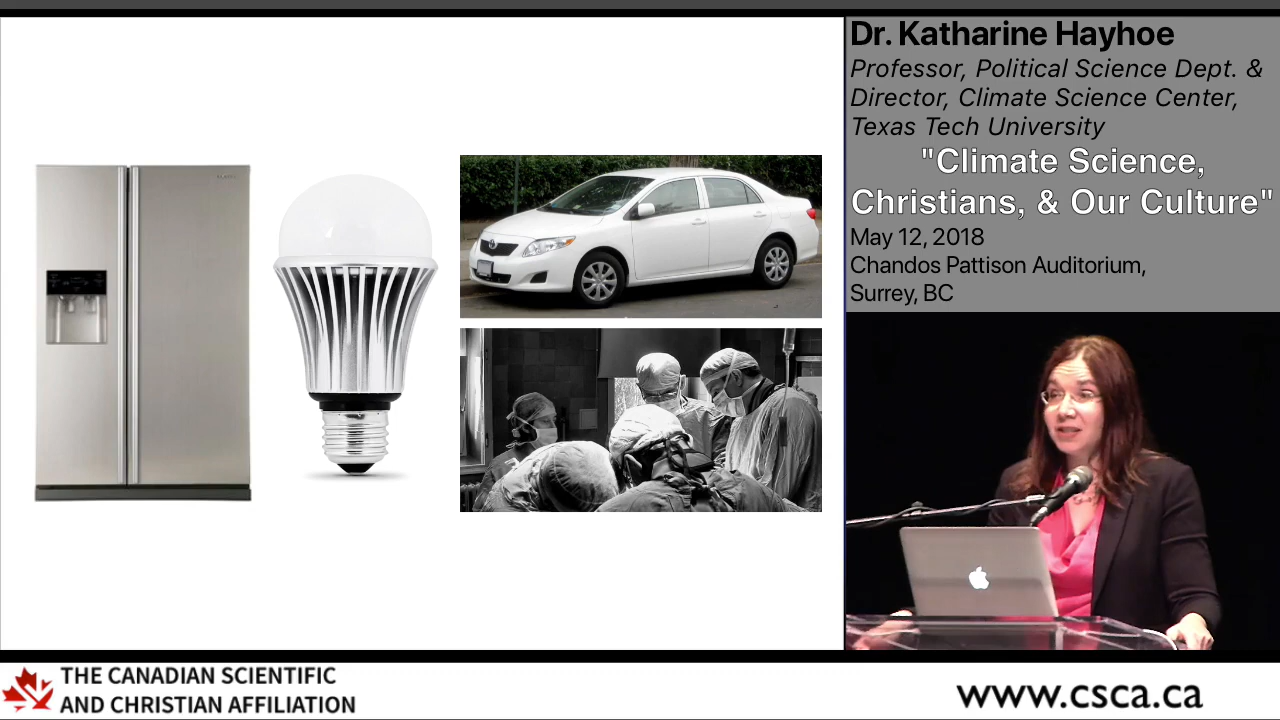 Dr. Katharine Hayhoe
Professor, Political Science Dept. &
Director, Climate Science Center,
Texas Tech University
"Climate Science,
Christians, & Our Culture"
May 12, 2018
Chandos Pattison Auditorium,
Surrey, BC
THE CANADIAN SCIENTIFIC
AND CHRISTIAN AFFILIATION
www.csca.ca